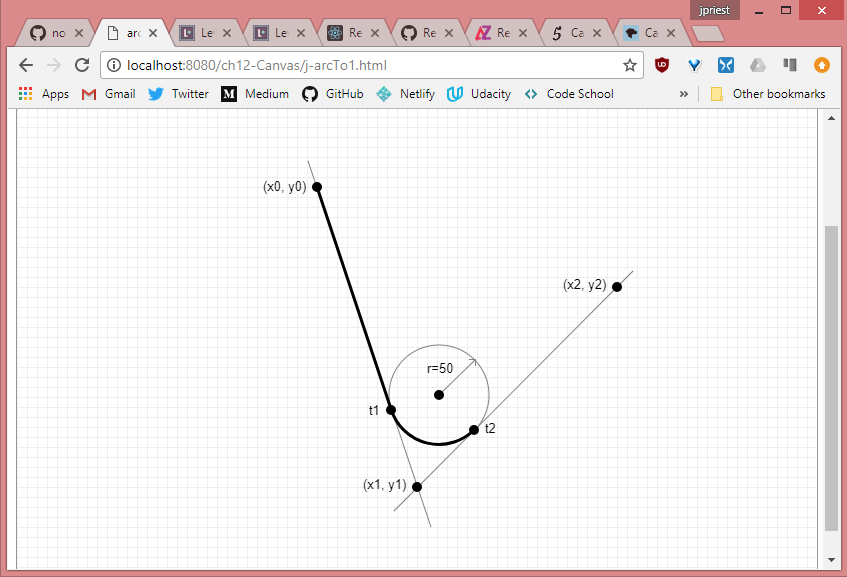 jpriest
no
arc
Le
Le
Re
Re
Re
Ca
Ca
localhost:8080/ch12-Canvas/j-arcTo1.html
Apps Gmail Twitter M Medium GitHub Netlify Udacity Code School » Other bookmarks
(x0, y0)
(x2, y2)
r=50
t1
t2
(x1, y1)